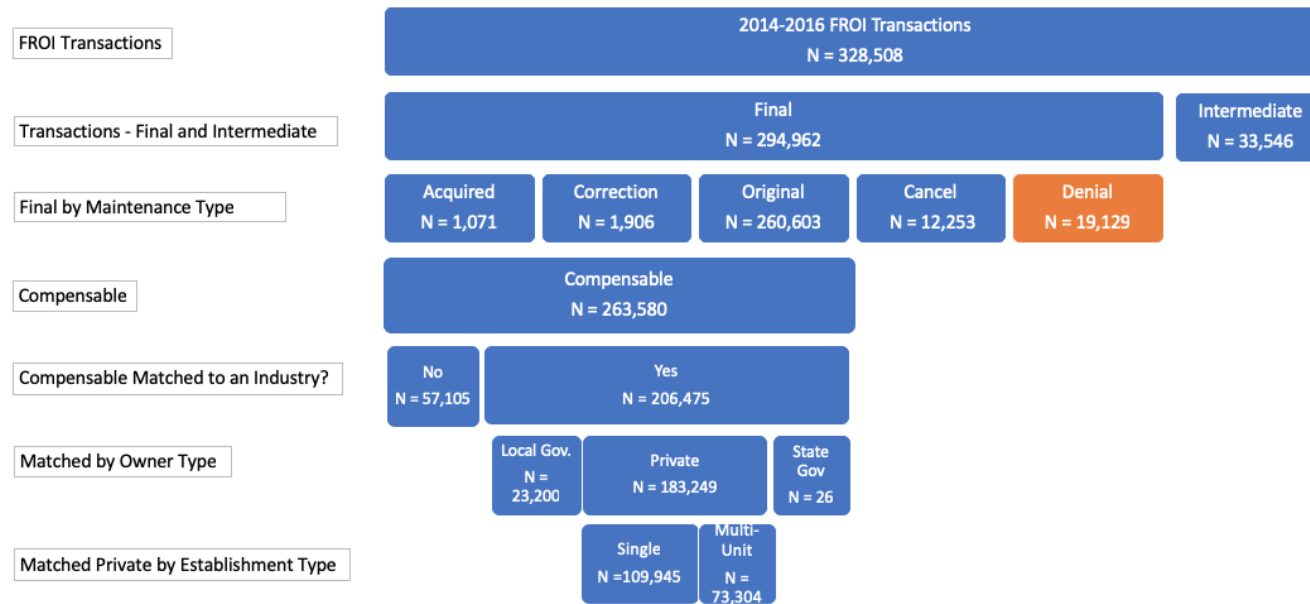 FROI Transactions
2014-2016 FROI Transactions
N = 328,508
Transactions - Final and Intermediate
Final
N = 294,962
Intermediate
N = 33,546
Final by Maintenance Type
Acquired
N = 1,071
Correction
N = 1,906
Original
N = 260,603
Cancel
N = 12,253
Denial
N = 19,129
Compensable
Compensable
N = 263,580
Compensable Matched to an Industry?
No
N = 57,105
Yes
N = 206,475
Matched by Owner Type
Local Gov.
N =
23,200
Private
N = 183,249
State
Gov
N = 26
Matched Private by Establishment Type
Single
N =109,945
Multi-
Unit
N =
73,304